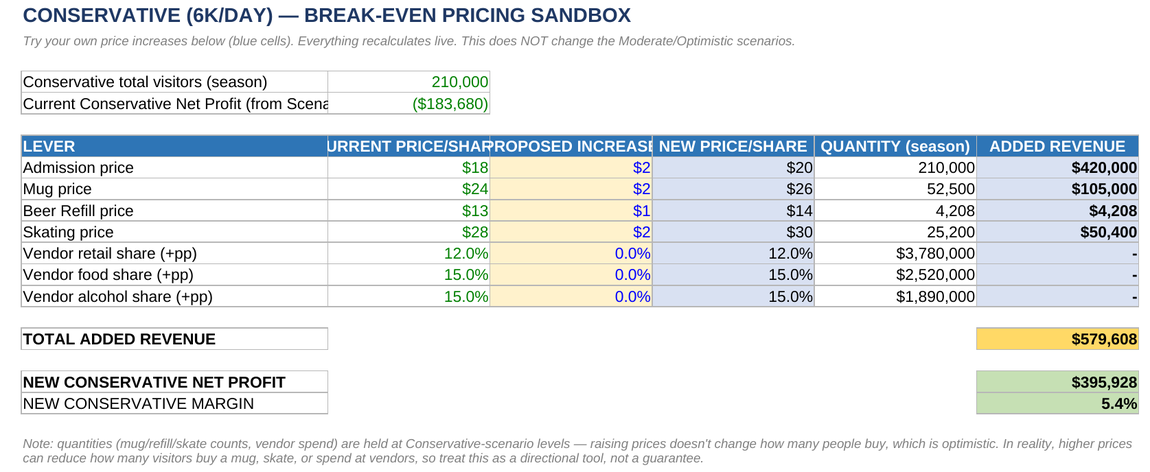 CONSERVATIVE (6K/DAY) — BREAK-EVEN PRICING SANDBOX
Try your own price increases below (blue cells). Everything recalculates live. This does NOT change the Moderate/Optimistic scenarios.
Conservative total visitors (season) 210,000
Current Conservative Net Profit (from Scena ($183,680)
LEVER URRENT PRICE/SHAR PROPOSED INCREASE NEW PRICE/SHARE QUANTITY (season) ADDED REVENUE
Admission price $18 $2 $20 210,000 $420,000
Mug price $24 $2 $26 52,500 $105,000
Beer Refill price $13 $1 $14 4,208 $4,208
Skating price $28 $2 $30 25,200 $50,400
Vendor retail share (+pp) 12.0% 0.0% 12.0% $3,780,000 -
Vendor food share (+pp) 15.0% 0.0% 15.0% $2,520,000 -
Vendor alcohol share (+pp) 15.0% 0.0% 15.0% $1,890,000 -
TOTAL ADDED REVENUE $579,608
NEW CONSERVATIVE NET PROFIT $395,928
NEW CONSERVATIVE MARGIN 5.4%
Note: quantities (mug/refill/skate counts, vendor spend) are held at Conservative-scenario levels — raising prices doesn't change how many people buy, which is optimistic. In reality, higher prices
can reduce how many visitors buy a mug, skate, or spend at vendors, so treat this as a directional tool, not a guarantee.